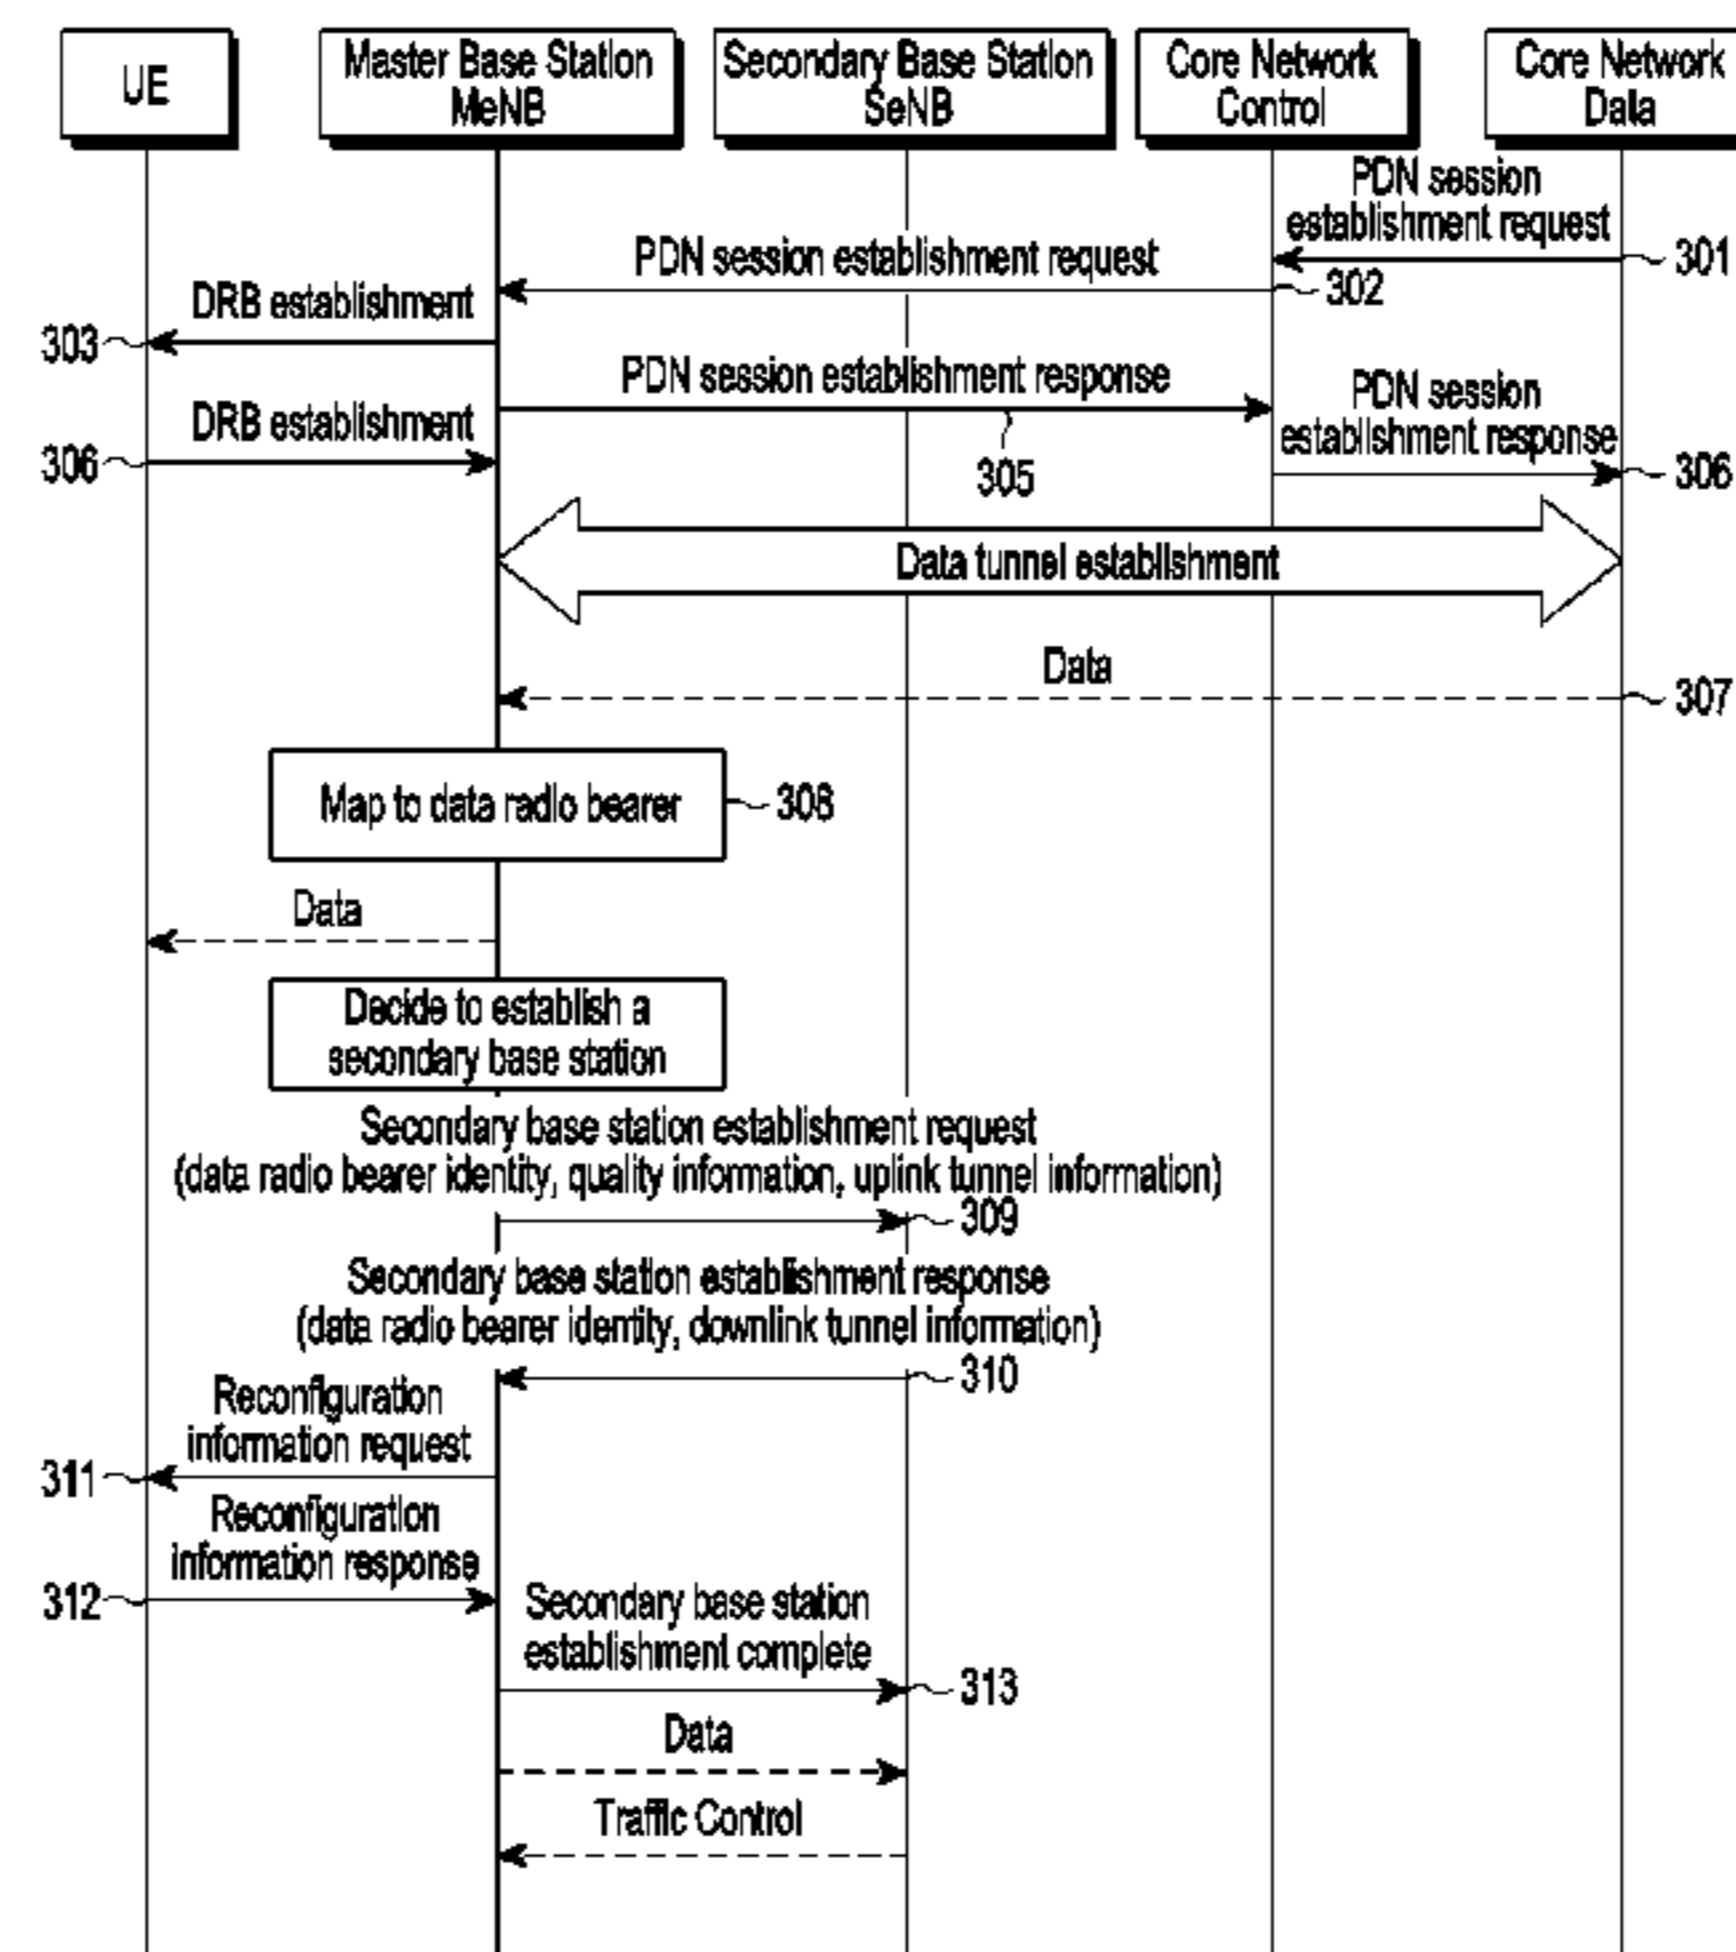 UE
Master Base Station
MeNB
Secondary Base Station
SeNB
Core Network
Control
Core Network
Data
PDN session
establishment request
301
PDN session establishment request
302
DRB establishment
303
PDN session establishment response
305
PDN session
establishment response
306
DRB establishment
306
Data tunnel establishment
Data
307
Map to data radio bearer
308
Data
Decide to establish a
secondary base station
Secondary base station establishment request
(data radio bearer identity, quality information, uplink tunnel information)
309
Secondary base station establishment response
(data radio bearer identity, downlink tunnel information)
310
Reconfiguration
information request
311
Reconfiguration
information response
312
Secondary base station
establishment complete
313
Data
Traffic Control